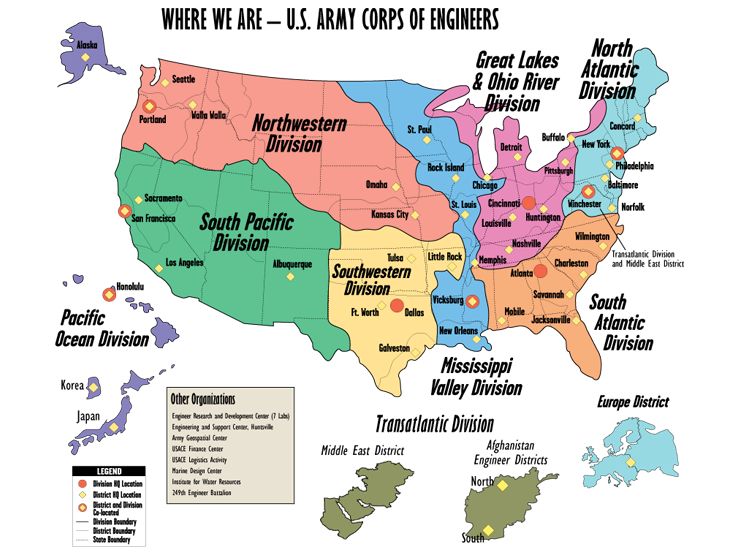 WHERE WE ARE – U.S. ARMY CORPS OF ENGINEERS
Alaska
Seattle
Portland
Walla Walla
Northwestern
Division
Omaha
Kansas City
St. Paul
Rock Island
St. Louis
Chicago
Great Lakes
& Ohio River
Division
Detroit
Buffalo
Pittsburgh
Cincinnati
Huntington
Louisville
Nashville
North
Atlantic
Division
Concord
New York
Philadelphia
Baltimore
Winchester
Norfolk
Transatlantic Division
and Middle East District
Sacramento
San Francisco
Los Angeles
Albuquerque
South Pacific
Division
Tulsa
Little Rock
Southwestern
Division
Ft. Worth
Dallas
Galveston
Memphis
Vicksburg
New Orleans
Mississippi
Valley Division
Wilmington
Charleston
Atlanta
Savannah
Mobile
Jacksonville
South
Atlantic
Division
Honolulu
Pacific
Ocean Division
Korea
Japan
LEGEND
Division HQ Location
District HQ Location
District and Division
Co-located
Division Boundary
District Boundary
State Boundary
Other Organizations
Engineer Research and Development Center (7 Labs)
Engineering and Support Center, Huntsville
Army Geospatial Center
USACE Finance Center
USACE Logistics Activity
Marine Design Center
Institute for Water Resources
249th Engineer Battalion
Transatlantic Division
Middle East District
Afghanistan
Engineer Districts
North
South
Europe District